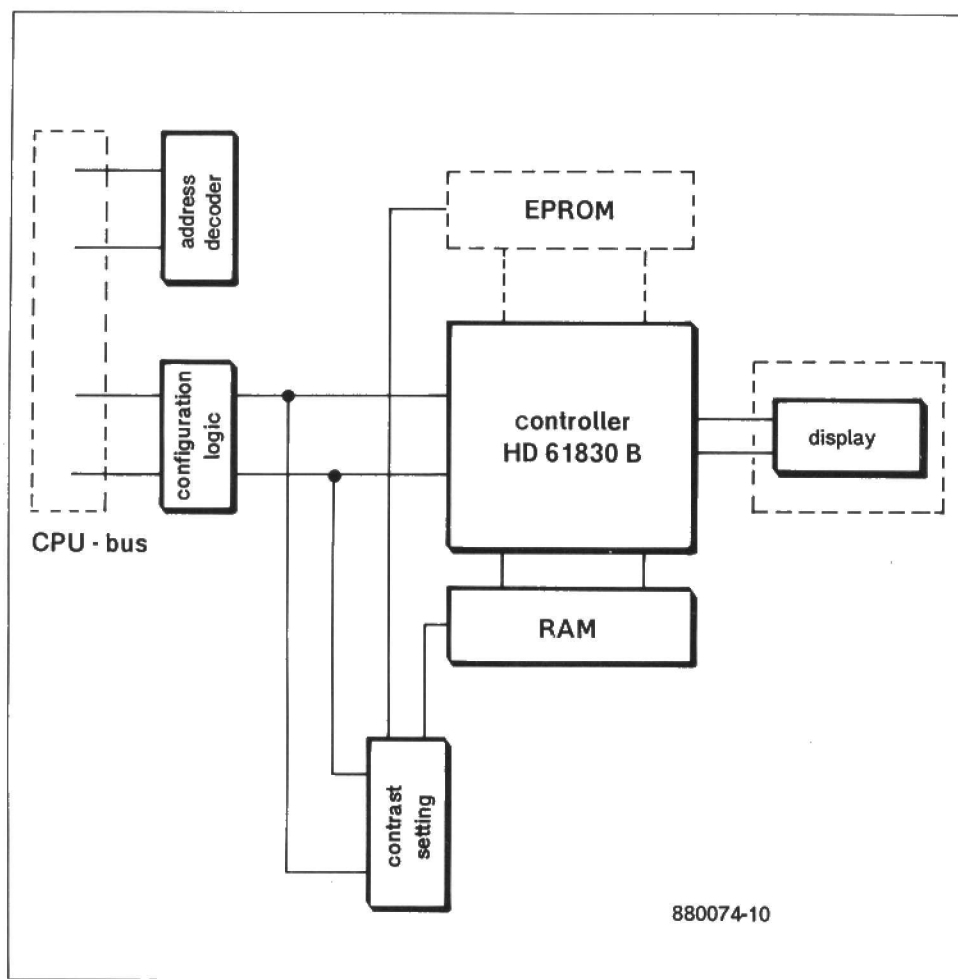 address
decoder
EPROM
configuration
logic
controller
HD 61830 B
display
CPU - bus
RAM
contrast
setting
880074-10